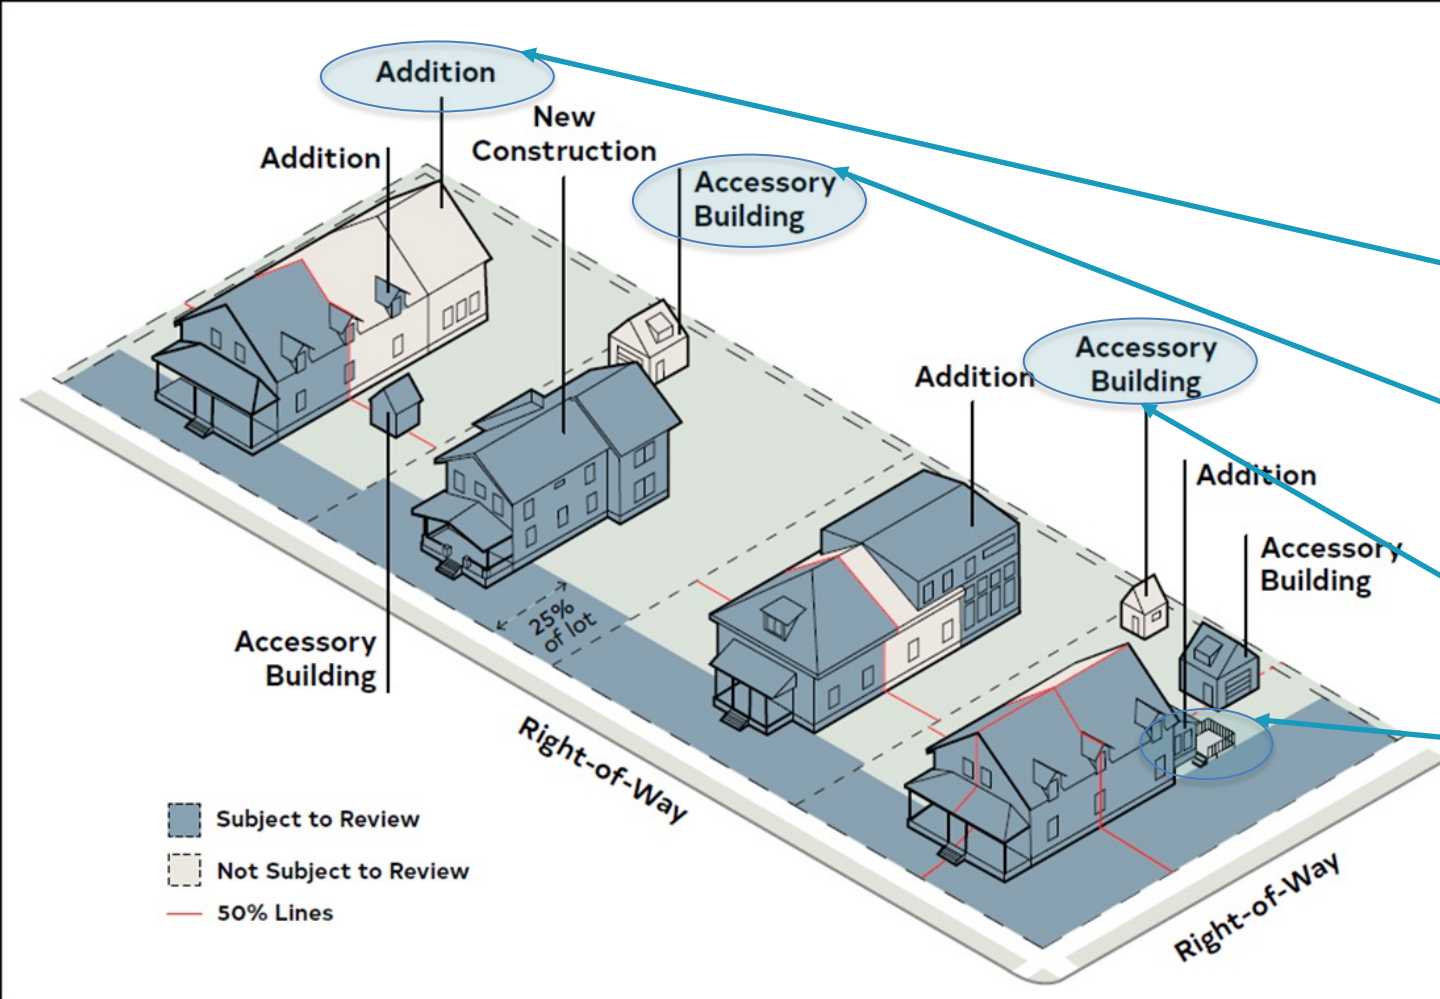 Addition
New
Construction
Addition
Accessory
Building
Accessory
Building
Addition
Addition
Accessory
Building
25%
of lot
Accessory
Building
Right-of-Way
Subject to Review
Not Subject to Review
50% Lines
Right-of-Way